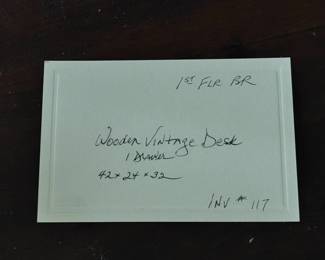 1ST FLR BR
Wooden Vintage Desk
1 Drawer
42 x 24 x 32
INV # 117